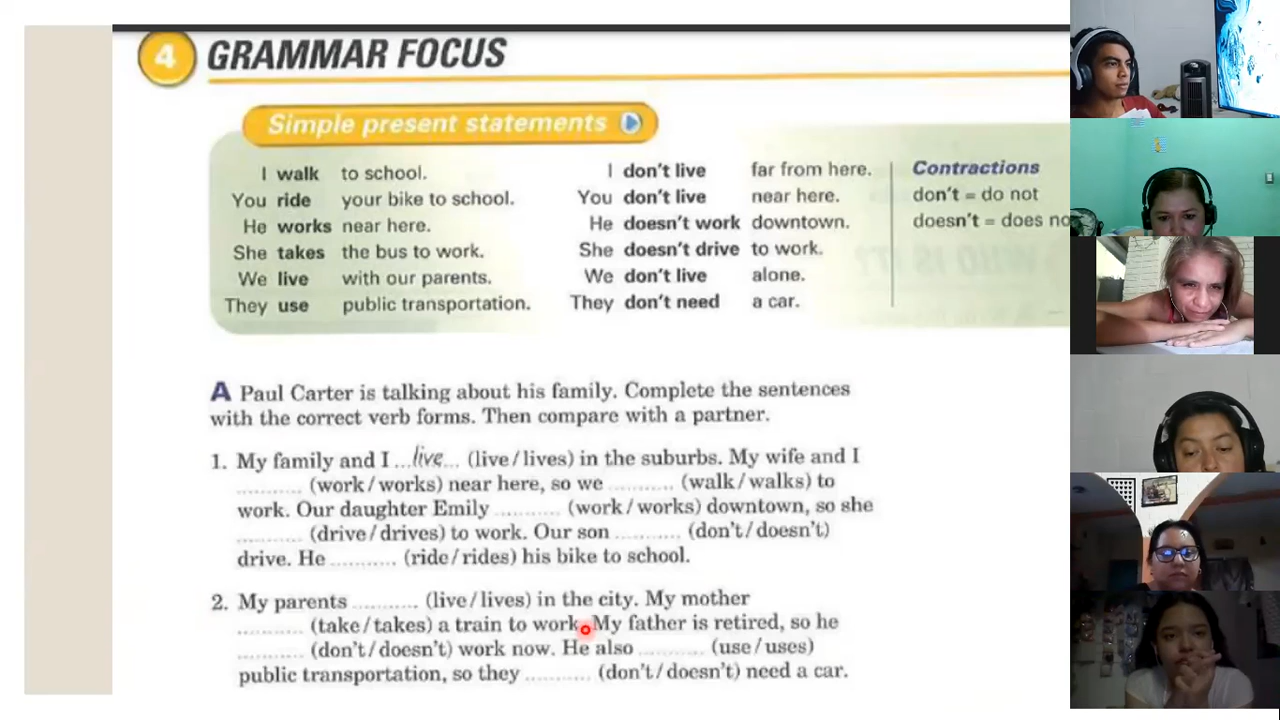 4 GRAMMAR FOCUS
Simple present statements
I walk to school.
You ride your bike to school.
He works near here.
She takes the bus to work.
We live with our parents.
They use public transportation.
I don't live far from here.
You don't live near here.
He doesn't work downtown.
She doesn't drive to work.
We don't live alone.
They don't need a car.
Contractions
don't = do not
doesn't = does no
WHO IS IT?
A Paul Carter is talking about his family. Complete the sentences
with the correct verb forms. Then compare with a partner.
1. My family and I ...live... (live/lives) in the suburbs. My wife and I
.......... (work/works) near here, so we .......... (walk/walks) to
work. Our daughter Emily .......... (work/works) downtown, so she
.......... (drive/drives) to work. Our son .......... (don't/doesn't)
drive. He .......... (ride/rides) his bike to school.
2. My parents .......... (live/lives) in the city. My mother
.......... (take/takes) a train to work. My father is retired, so he
.......... (don't/doesn't) work now. He also .......... (use/uses)
public transportation, so they .......... (don't/doesn't) need a car.